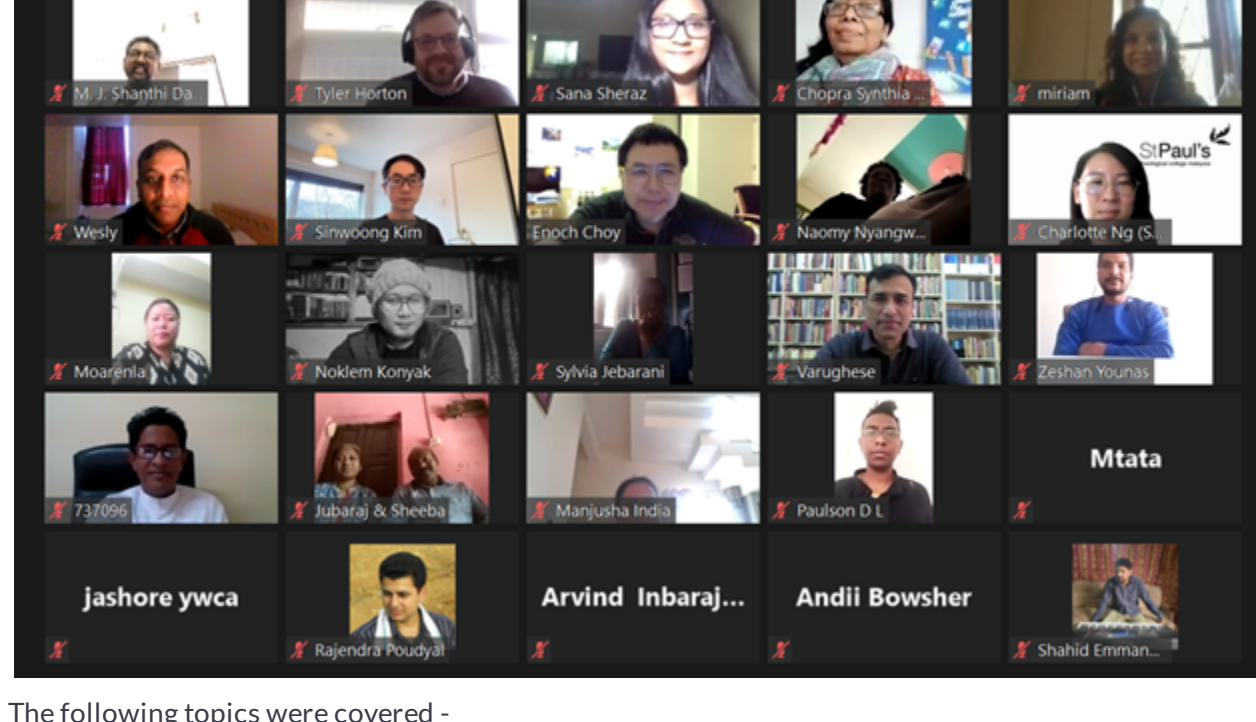 M. J. Shanthi Da...
Tyler Horton
Sana Sheraz
Chopra Synthia ...
miriam
StPaul's
Wesly
Sinwoong Kim
Enoch Choy
Naomy Nyangw...
Charlotte Ng (S...
Moarenla
Noklem Konyak
Sylvia Jebarani
Varughese
Zeshan Younas
737096
Jubaraj & Sheeba
Manjusha India
Paulson D L
Mtata
jashore ywca
Rajendra Poudyal
Arvind Inbaraj...
Andii Bowsher
Shahid Emman...
The following topics were covered -